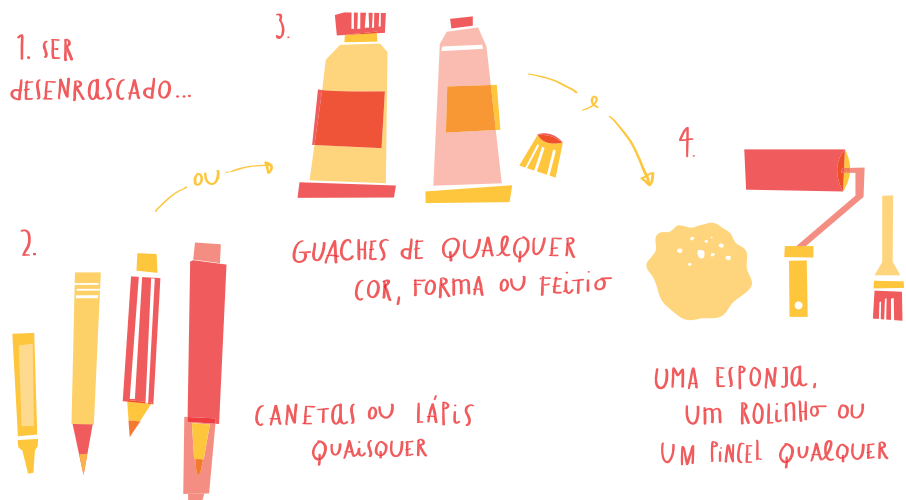 1. SER
DESENRASCADO...
2.
CANETAS OU LÁPIS
QUAISQUER
OU
3.
GUACHES DE QUALQUER
COR, FORMA OU FEITIO
e
4.
UMA ESPONJA,
UM ROLINHO OU
UM PINCEL QUALQUER